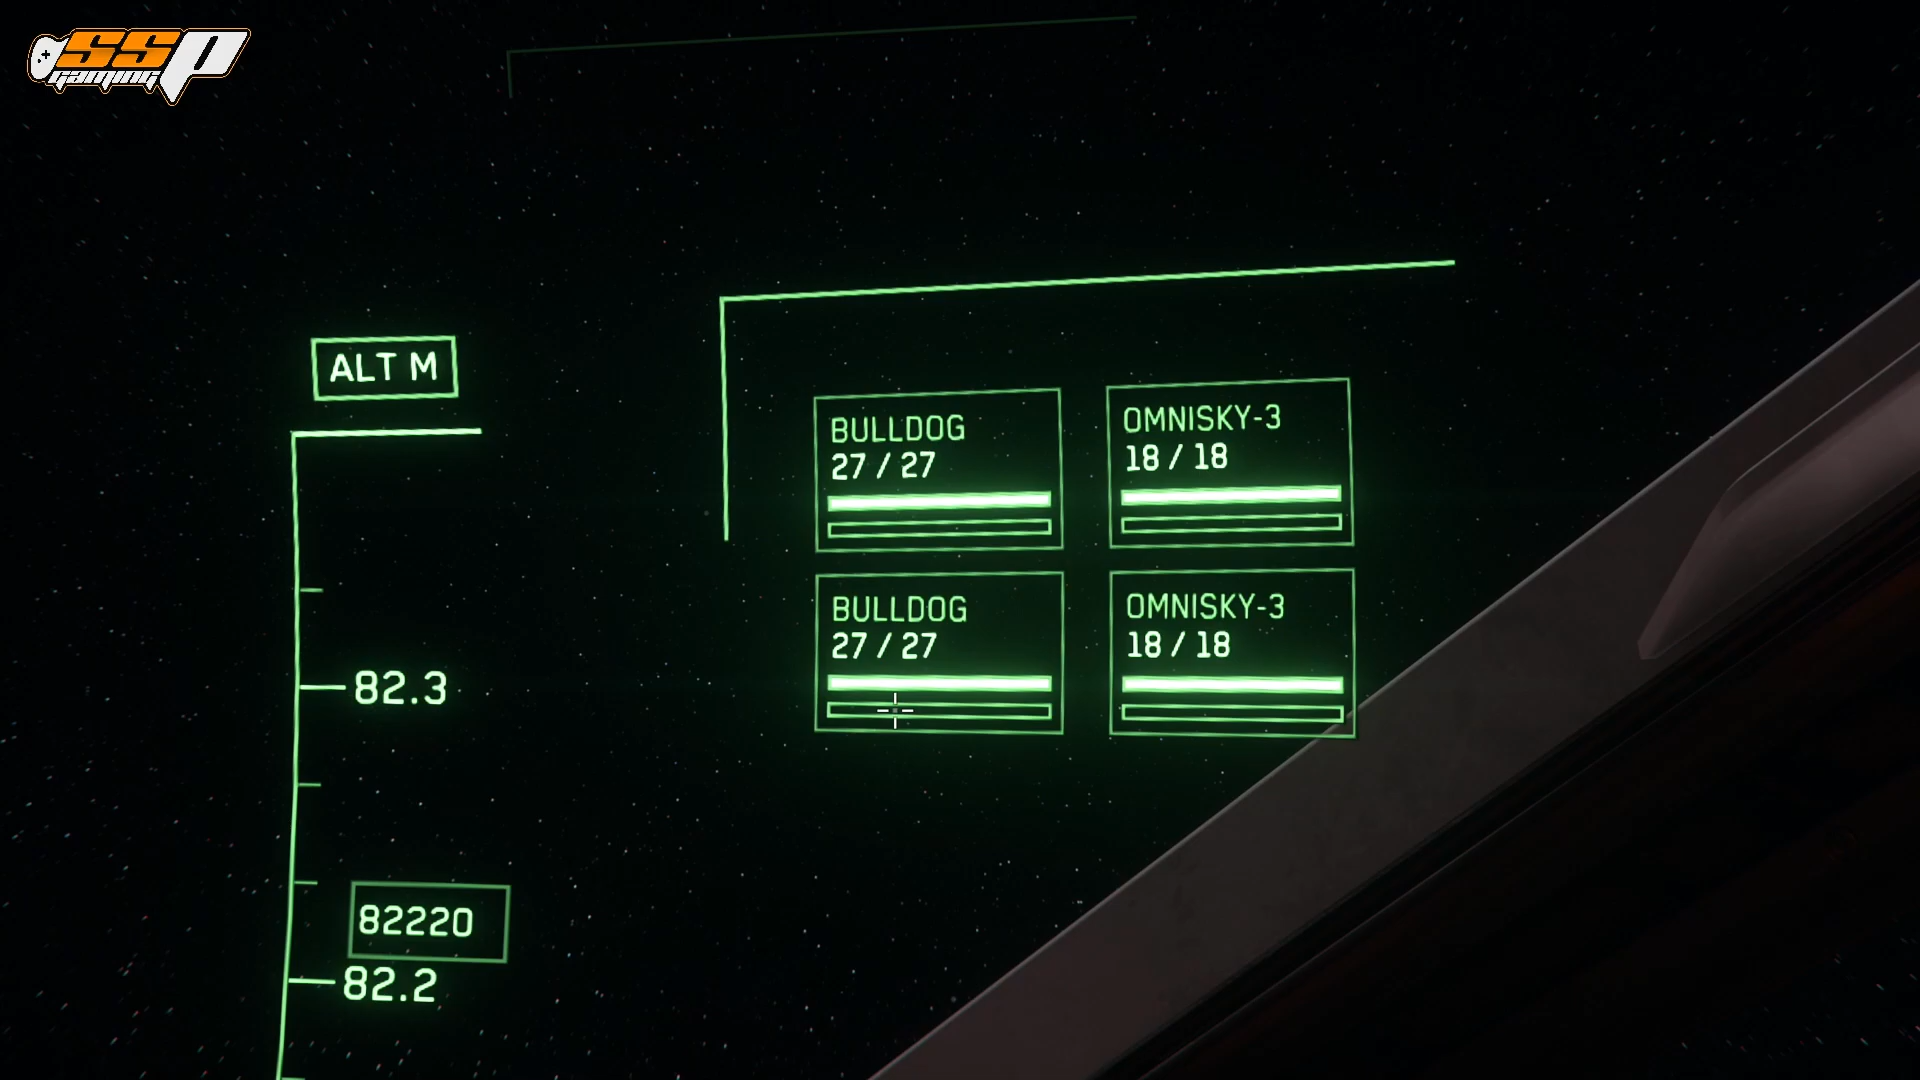 SSP
gaming
ALT M
BULLDOG
27 / 27
OMNISKY-3
18 / 18
BULLDOG
27 / 27
OMNISKY-3
18 / 18
82.3
82220
82.2